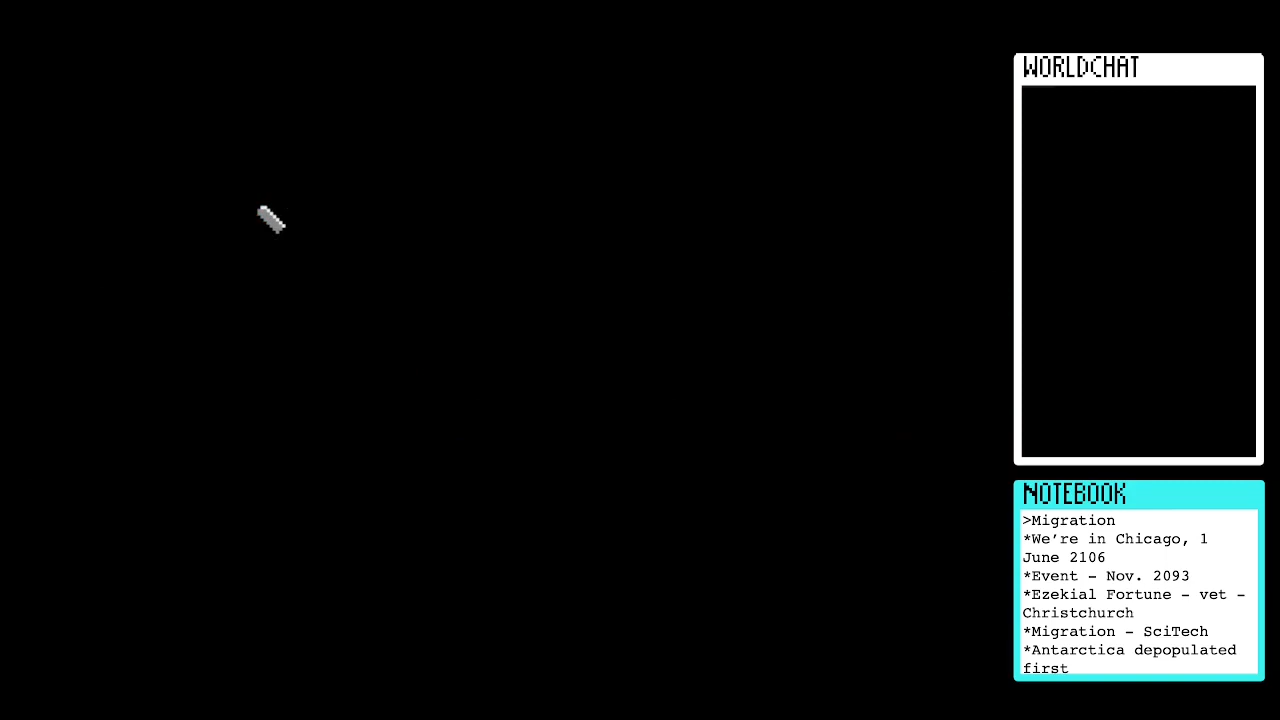 WORLDCHAT
NOTEBOOK
>Migration
*We're in Chicago, 1
June 2106
*Event - Nov. 2093
*Ezekial Fortune - vet -
Christchurch
*Migration - SciTech
*Antarctica depopulated
first